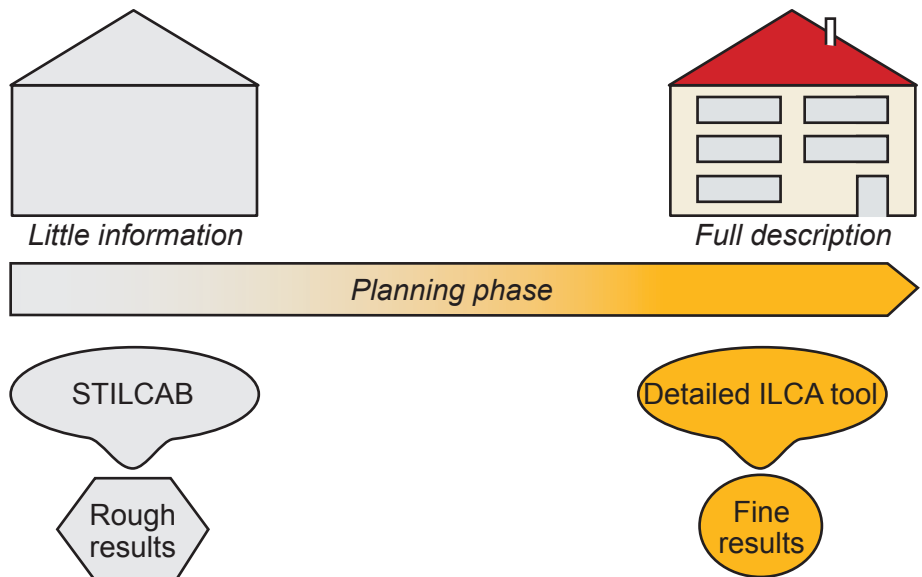 Little information
Full description
Planning phase
STILCAB
Detailed ILCA tool
Rough
results
Fine
results